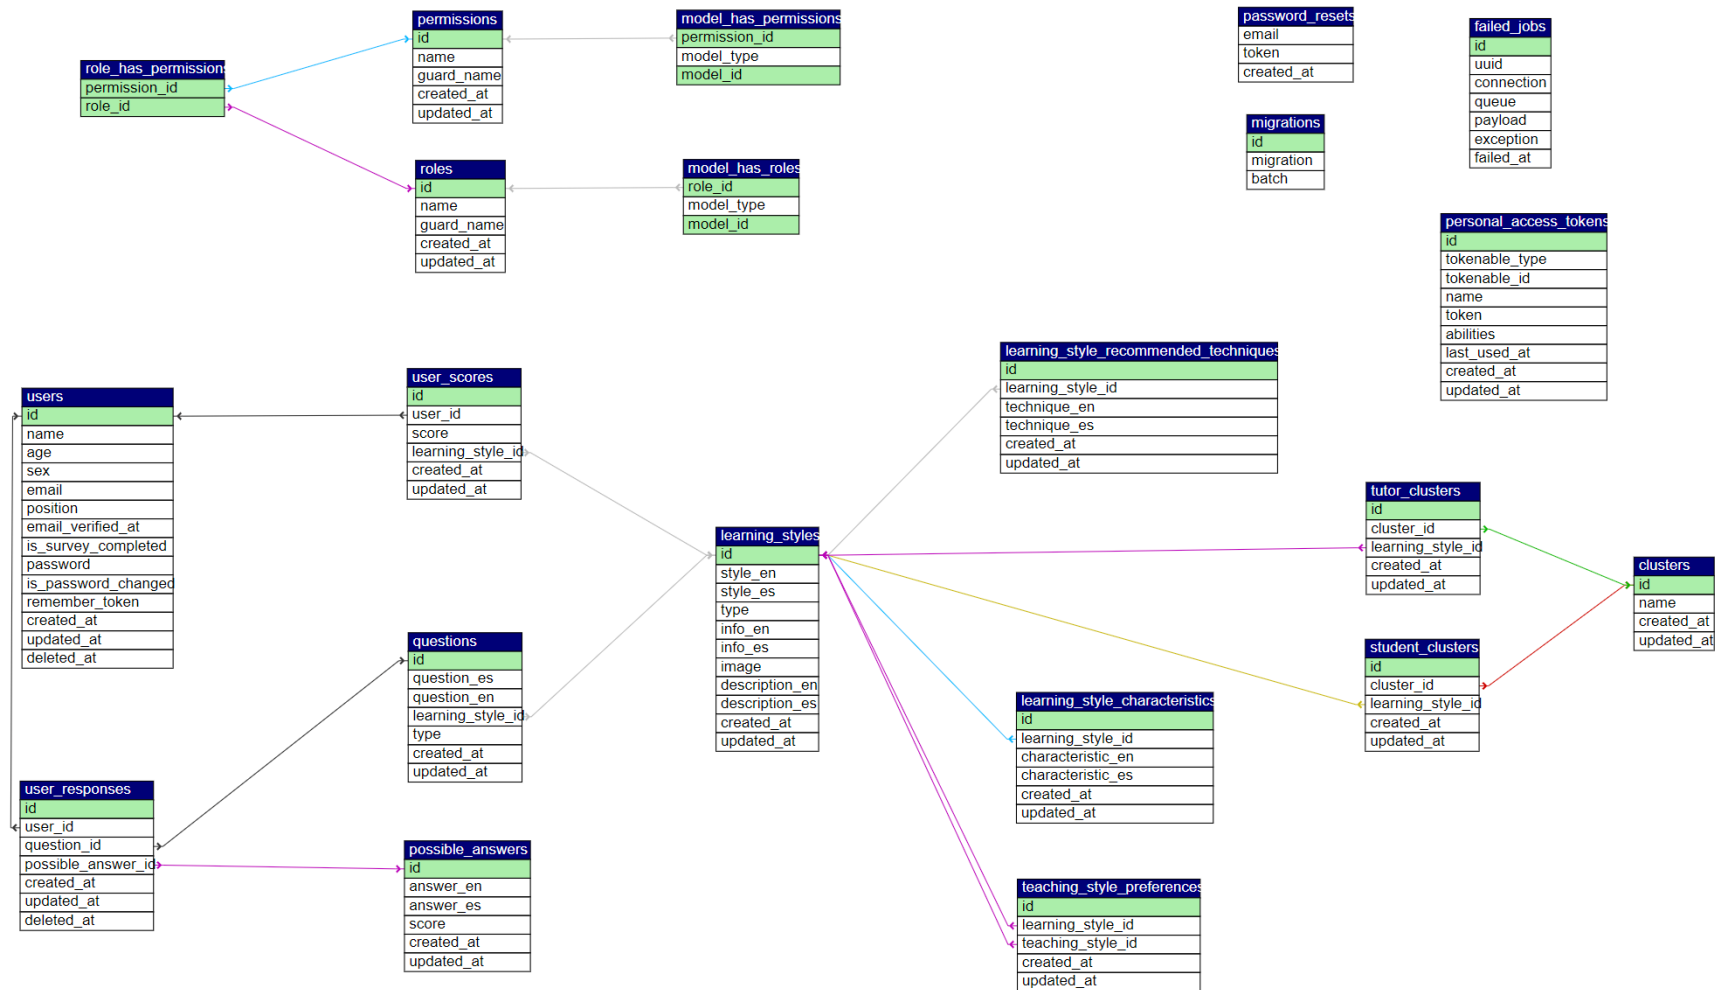 permissions
id
name
guard_name
created_at
updated_at
model_has_permissions
permission_id
model_type
model_id
password_resets
email
token
created_at
failed_jobs
id
uuid
connection
queue
payload
exception
failed_at
role_has_permissions
permission_id
role_id
migrations
id
migration
batch
roles
id
name
guard_name
created_at
updated_at
model_has_roles
role_id
model_type
model_id
personal_access_tokens
id
tokenable_type
tokenable_id
name
token
abilities
last_used_at
created_at
updated_at
users
id
name
age
sex
email
position
email_verified_at
is_survey_completed
password
is_password_changed
remember_token
created_at
updated_at
deleted_at
user_scores
id
user_id
score
learning_style_id
created_at
updated_at
learning_style_recommended_techniques
id
learning_style_id
technique_en
technique_es
created_at
updated_at
learning_styles
id
style_en
style_es
type
info_en
info_es
image
description_en
description_es
created_at
updated_at
tutor_clusters
id
cluster_id
learning_style_id
created_at
updated_at
clusters
id
name
created_at
updated_at
questions
id
question_es
question_en
learning_style_id
type
created_at
updated_at
student_clusters
id
cluster_id
learning_style_id
created_at
updated_at
learning_style_characteristics
id
learning_style_id
characteristic_en
characteristic_es
created_at
updated_at
user_responses
id
user_id
question_id
possible_answer_id
created_at
updated_at
deleted_at
possible_answers
id
answer_en
answer_es
score
created_at
updated_at
teaching_style_preferences
id
learning_style_id
teaching_style_id
created_at
updated_at